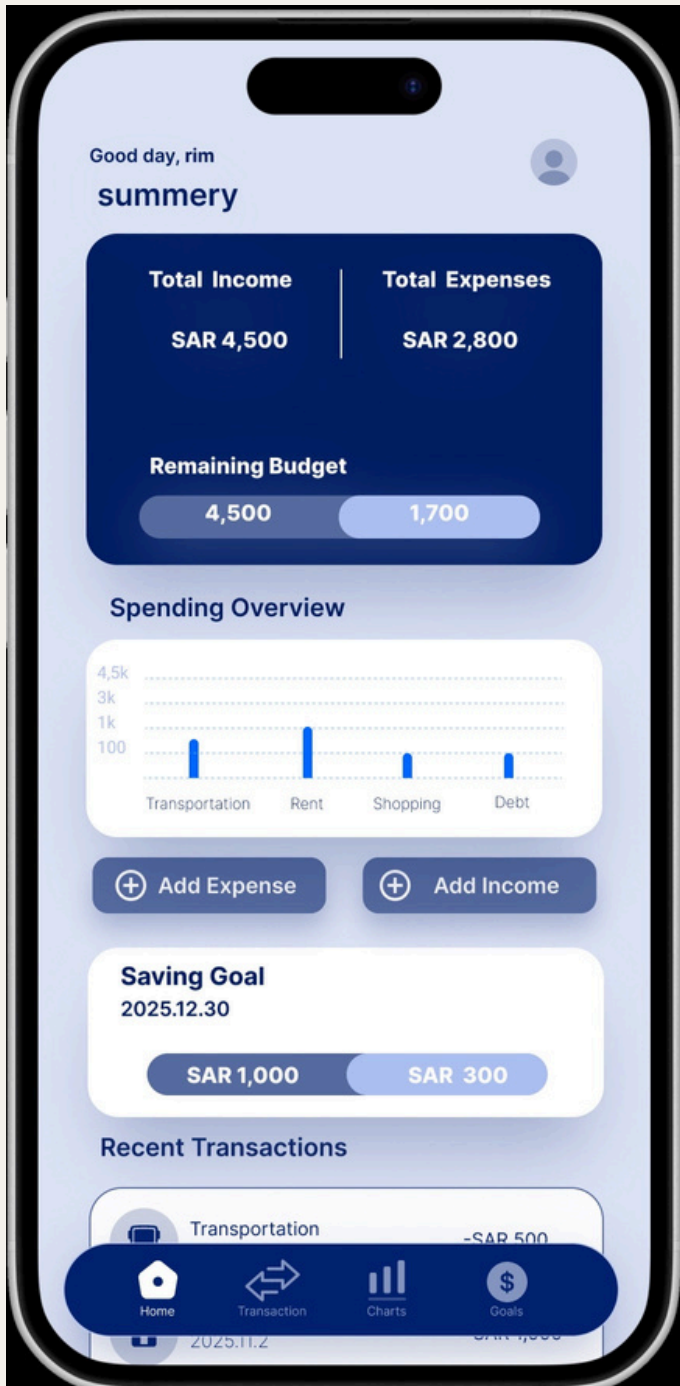 Good day, rim
summery
Total Income Total Expenses
SAR 4,500 SAR 2,800
Remaining Budget
4,500 1,700
Spending Overview
4,5k
3k
1k
100
Transportation Rent Shopping Debt
Add Expense Add Income
Saving Goal
2025.12.30
SAR 1,000 SAR 300
Recent Transactions
Transportation
-SAR 500
Home Transaction Charts Goals
2025.11.2